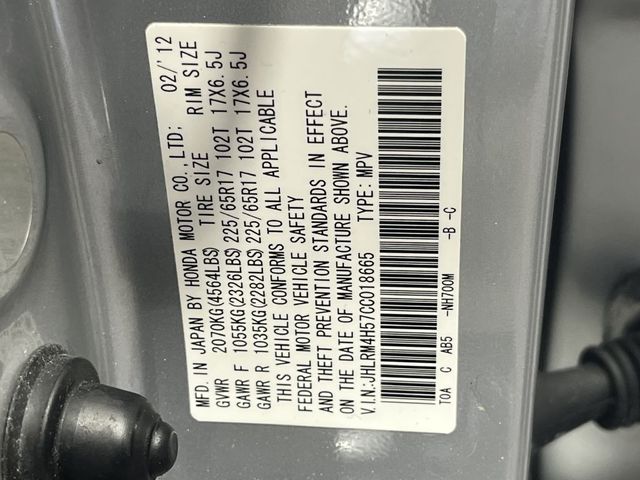 MFD. IN JAPAN BY HONDA MOTOR CO.,LTD: 02/'12
GVWR 2070KG(4564LBS) TIRE SIZE RIM SIZE
GAWR F 1055KG(2326LBS) 225/65R17 102T 17X6.5J
GAWR R 1035KG(2282LBS) 225/65R17 102T 17X6.5J
THIS VEHICLE CONFORMS TO ALL APPLICABLE
FEDERAL MOTOR VEHICLE SAFETY
AND THEFT PREVENTION STANDARDS IN EFFECT
ON THE DATE OF MANUFACTURE SHOWN ABOVE.
V.I.N.:JHLRM4H57CC018665 TYPE: MPV
T0A C AB5 -NH700M -B -C